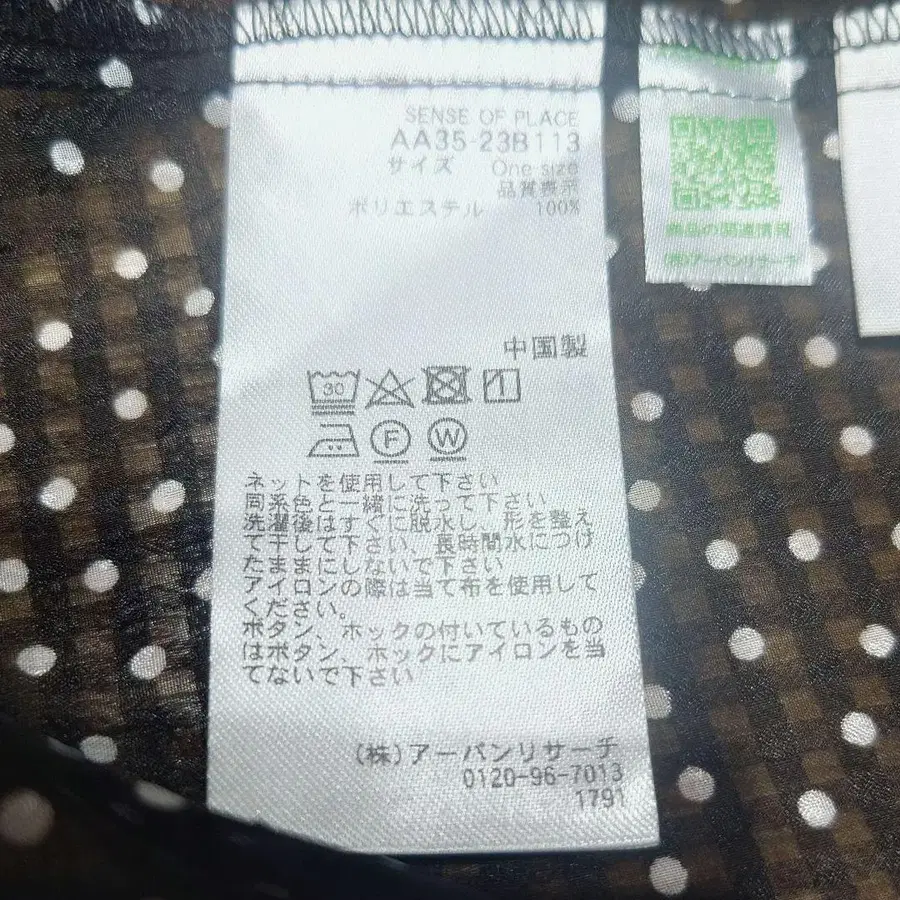 SENSE OF PLACE
AA35-23B113
サイズ One size
品質表示
ポリエステル 100%
中国製
30
F W
ネットを使用して下さい
同系色と一緒に洗って下さい
洗濯後はすぐに脱水し、形を整え
て干して下さい、長時間水につけ
たままにしないで下さい
アイロンの際は当て布を使用して
ください。
ボタン、ホックの付いているもの
はボタン、ホックにアイロンを当
てないで下さい
(株)アーバンリサーチ
0120-96-7013
1791
商品の関連情報
(株)アーバンリサーチ